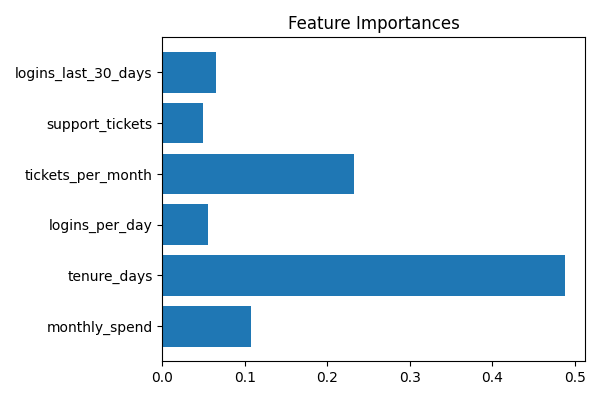 Feature Importances
logins_last_30_days
support_tickets
tickets_per_month
logins_per_day
tenure_days
monthly_spend
0.0 0.1 0.2 0.3 0.4 0.5